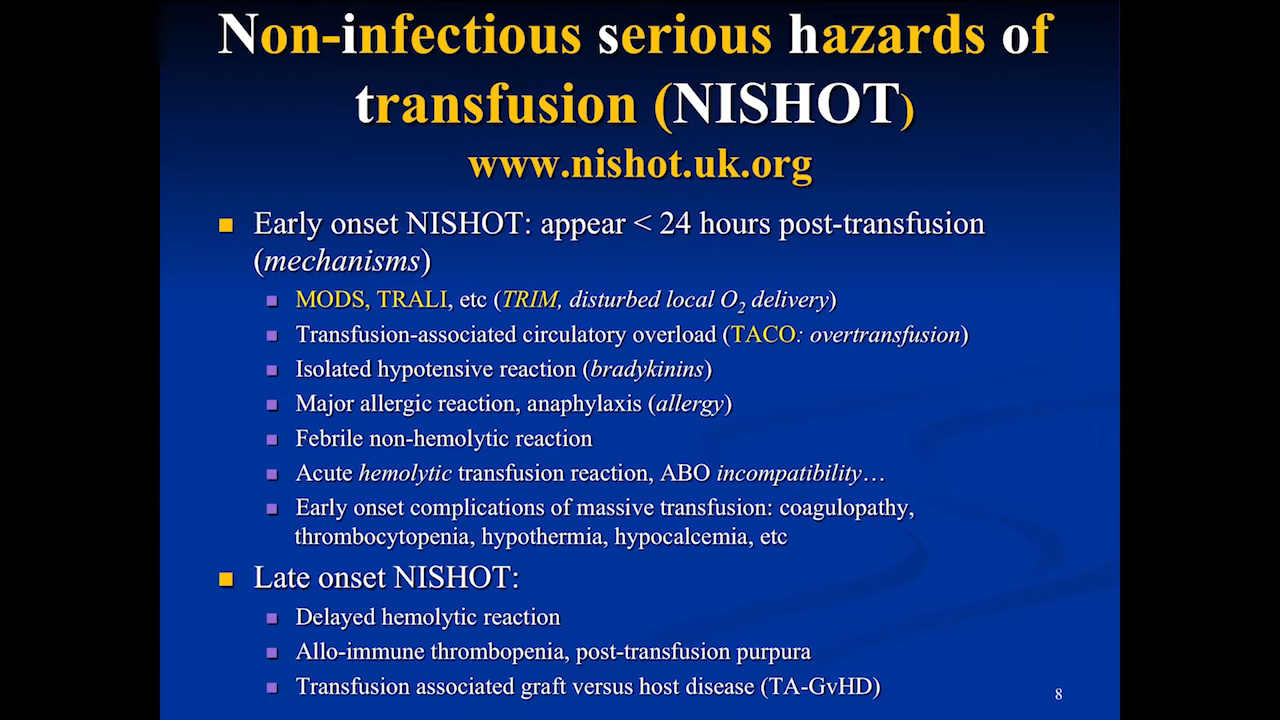 Non-infectious serious hazards of
transfusion (NISHOT)
www.nishot.uk.org
Early onset NISHOT: appear < 24 hours post-transfusion
(mechanisms)
MODS, TRALI, etc (TRIM, disturbed local O₂ delivery)
Transfusion-associated circulatory overload (TACO: overtransfusion)
Isolated hypotensive reaction (bradykinins)
Major allergic reaction, anaphylaxis (allergy)
Febrile non-hemolytic reaction
Acute hemolytic transfusion reaction, ABO incompatibility…
Early onset complications of massive transfusion: coagulopathy,
thrombocytopenia, hypothermia, hypocalcemia, etc
Late onset NISHOT:
Delayed hemolytic reaction
Allo-immune thrombopenia, post-transfusion purpura
Transfusion associated graft versus host disease (TA-GvHD)
8